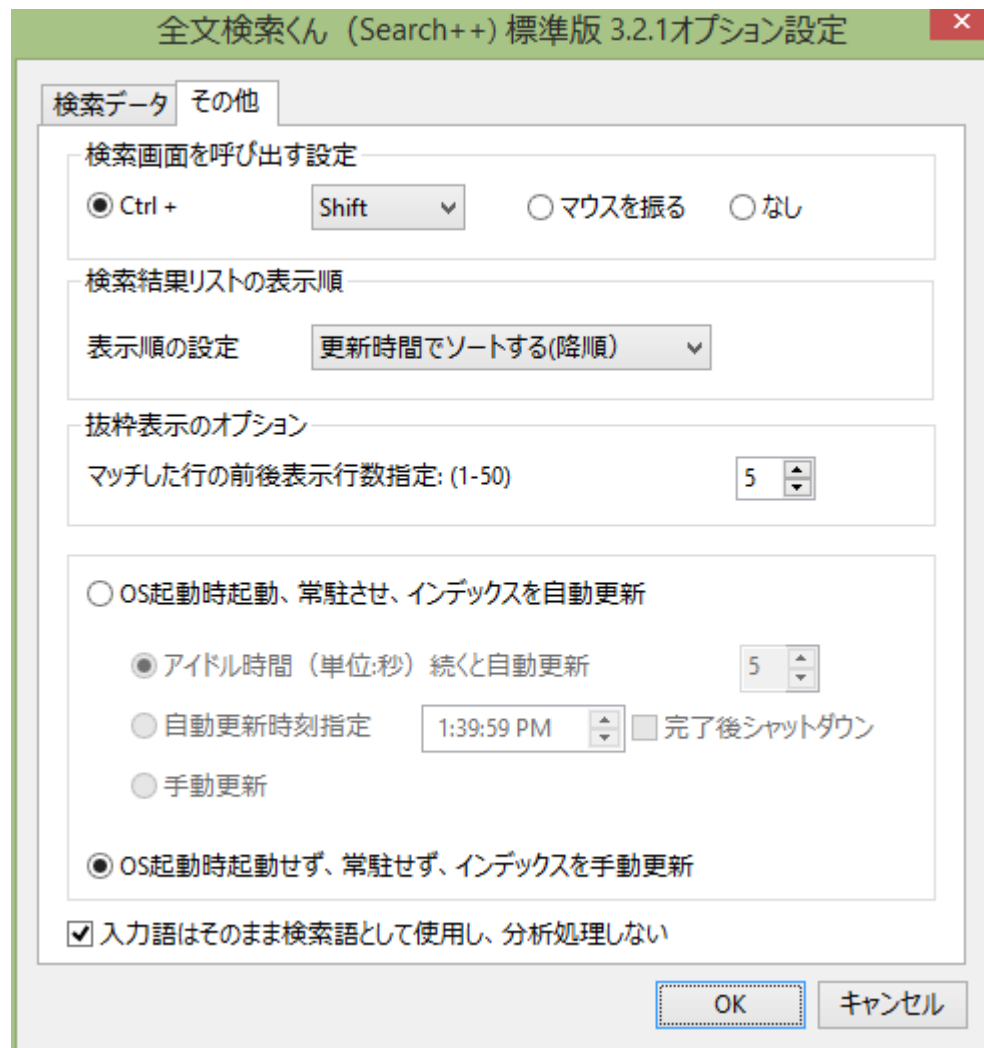 全文検索くん (Search++) 標準版 3.2.1オプション設定
検索データ その他
検索画面を呼び出す設定
Ctrl + Shift マウスを振る なし
検索結果リストの表示順
表示順の設定 更新時間でソートする(降順)
抜粋表示のオプション
マッチした行の前後表示行数指定: (1-50) 5
OS起動時起動、常駐させ、インデックスを自動更新
アイドル時間（単位:秒）続くと自動更新 5
自動更新時刻指定 1:39:59 PM 完了後シャットダウン
手動更新
OS起動時起動せず、常駐せず、インデックスを手動更新
入力語はそのまま検索語として使用し、分析処理しない
OK キャンセル